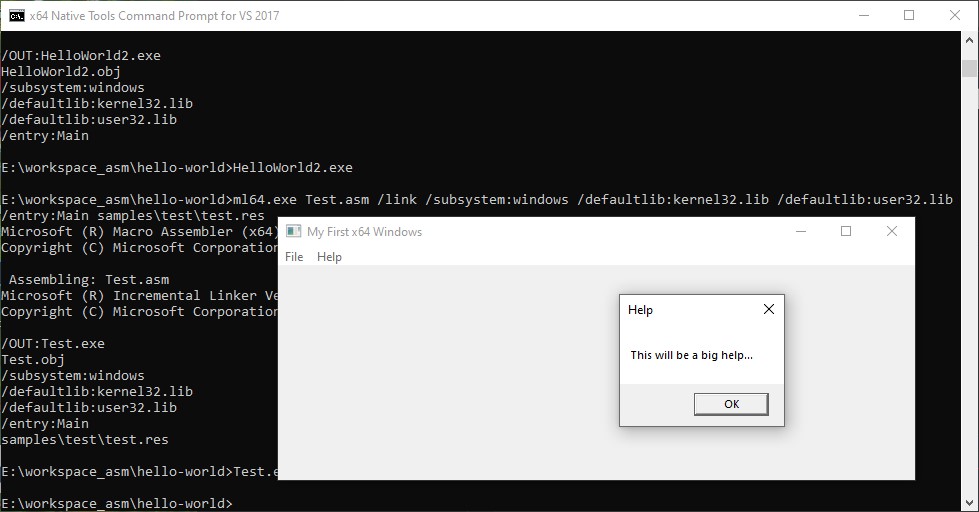 x64 Native Tools Command Prompt for VS 2017
/OUT:HelloWorld2.exe
HelloWorld2.obj
/subsystem:windows
/defaultlib:kernel32.lib
/defaultlib:user32.lib
/entry:Main
E:\workspace_asm\hello-world>HelloWorld2.exe
E:\workspace_asm\hello-world>ml64.exe Test.asm /link /subsystem:windows /defaultlib:kernel32.lib /defaultlib:user32.lib
/entry:Main samples\test\test.res
Microsoft (R) Macro Assembler (x64)
Copyright (C) Microsoft Corporation
Assembling: Test.asm
Microsoft (R) Incremental Linker Ve
Copyright (C) Microsoft Corporation
/OUT:Test.exe
Test.obj
/subsystem:windows
/defaultlib:kernel32.lib
/defaultlib:user32.lib
/entry:Main
samples\test\test.res
E:\workspace_asm\hello-world>Test.e
E:\workspace_asm\hello-world>
My First x64 Windows
File Help
Help
This will be a big help...
OK